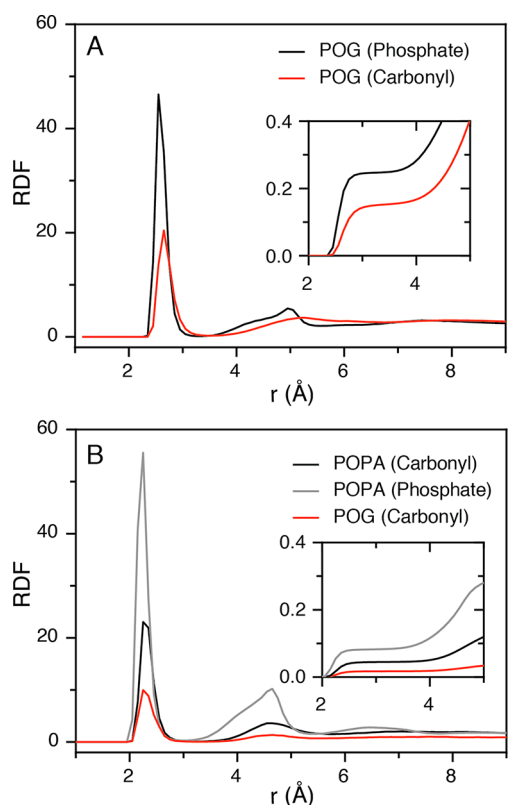 60
A
POG (Phosphate)
POG (Carbonyl)
40
0.4
RDF
0.2
20
0.0
2
4
0
2
4
6
8
r (Å)
60
B
POPA (Carbonyl)
POPA (Phosphate)
POG (Carbonyl)
40
0.4
RDF
0.2
20
0.0
2
4
0
2
4
6
8
r (Å)